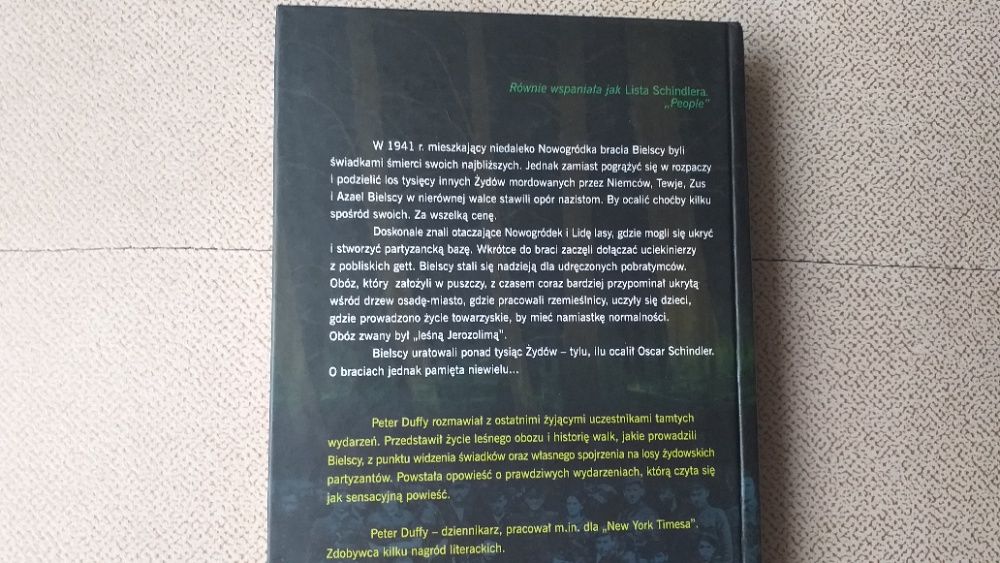 Równie wspaniała jak Lista Schindlera.
„People”
W 1941 r. mieszkający niedaleko Nowogródka bracia Bielscy byli
świadkami śmierci swoich najbliższych. Jednak zamiast pogrążyć się w rozpaczy
i podzielić los tysięcy innych Żydów mordowanych przez Niemców, Tewje, Zus
i Azael Bielscy w nierównej walce stawili opór nazistom. By ocalić choćby kilku
spośród swoich. Za wszelką cenę.
Doskonale znali otaczające Nowogródek i Lidę lasy, gdzie mogli się ukryć
i stworzyć partyzancką bazę. Wkrótce do braci zaczęli dołączać uciekinierzy
z pobliskich gett. Bielscy stali się nadzieją dla udręczonych pobratymców.
Obóz, który założyli w puszczy, z czasem coraz bardziej przypominał ukrytą
wśród drzew osadę-miasto, gdzie pracowali rzemieślnicy, uczyły się dzieci,
gdzie prowadzono życie towarzyskie, by mieć namiastkę normalności.
Obóz zwany był „leśną Jerozolimą”.
Bielscy uratowali ponad tysiąc Żydów – tylu, ilu ocalił Oscar Schindler.
O braciach jednak pamięta niewielu...
Peter Duffy rozmawiał z ostatnimi żyjącymi uczestnikami tamtych
wydarzeń. Przedstawił życie leśnego obozu i historię walk, jakie prowadzili
Bielscy, z punktu widzenia świadków oraz własnego spojrzenia na losy żydowskich
partyzantów. Powstała opowieść o prawdziwych wydarzeniach, którą czyta się
jak sensacyjną powieść.
Peter Duffy – dziennikarz, pracował m.in. dla „New York Timesa”.
Zdobywca kilku nagród literackich.